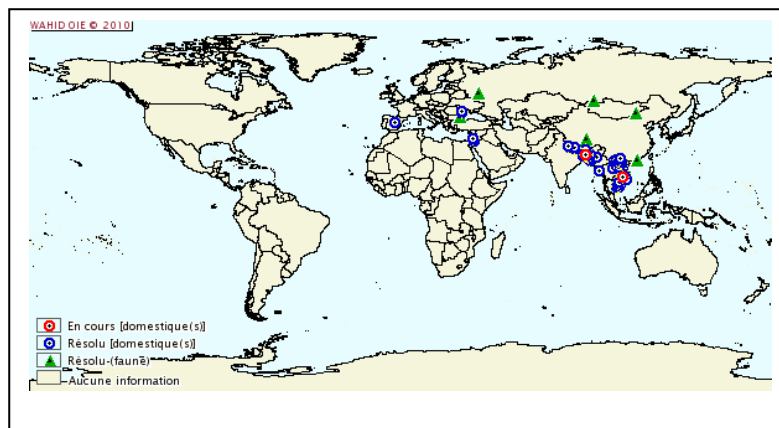 WAHID OIE © 2010
En cours [domestique(s)]
Résolu [domestique(s)]
Résolu-(faune)
Aucune information